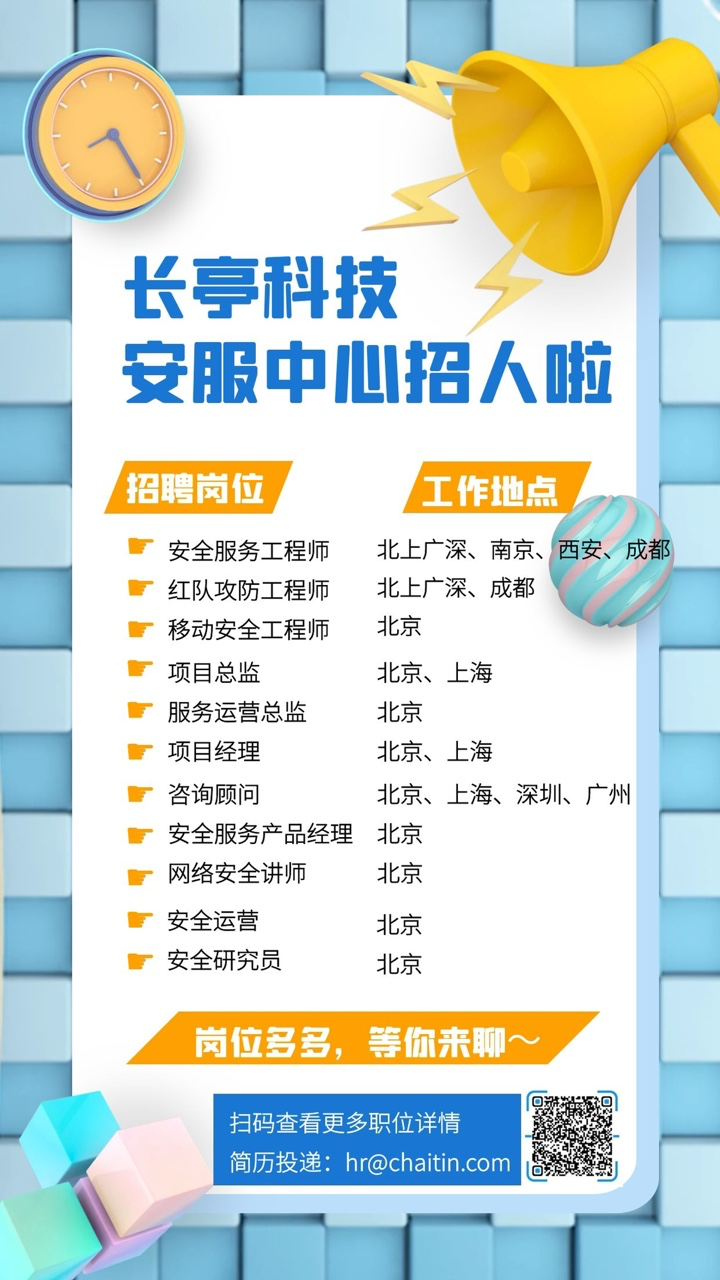 长亭科技
安服中心招人啦
招聘岗位 工作地点
安全服务工程师 北上广深、南京、西安、成都
红队攻防工程师 北上广深、成都
移动安全工程师 北京
项目总监 北京、上海
服务运营总监 北京
项目经理 北京、上海
咨询顾问 北京、上海、深圳、广州
安全服务产品经理 北京
网络安全讲师 北京
安全运营 北京
安全研究员 北京
岗位多多，等你来聊～
扫码查看更多职位详情
简历投递：hr@chaitin.com